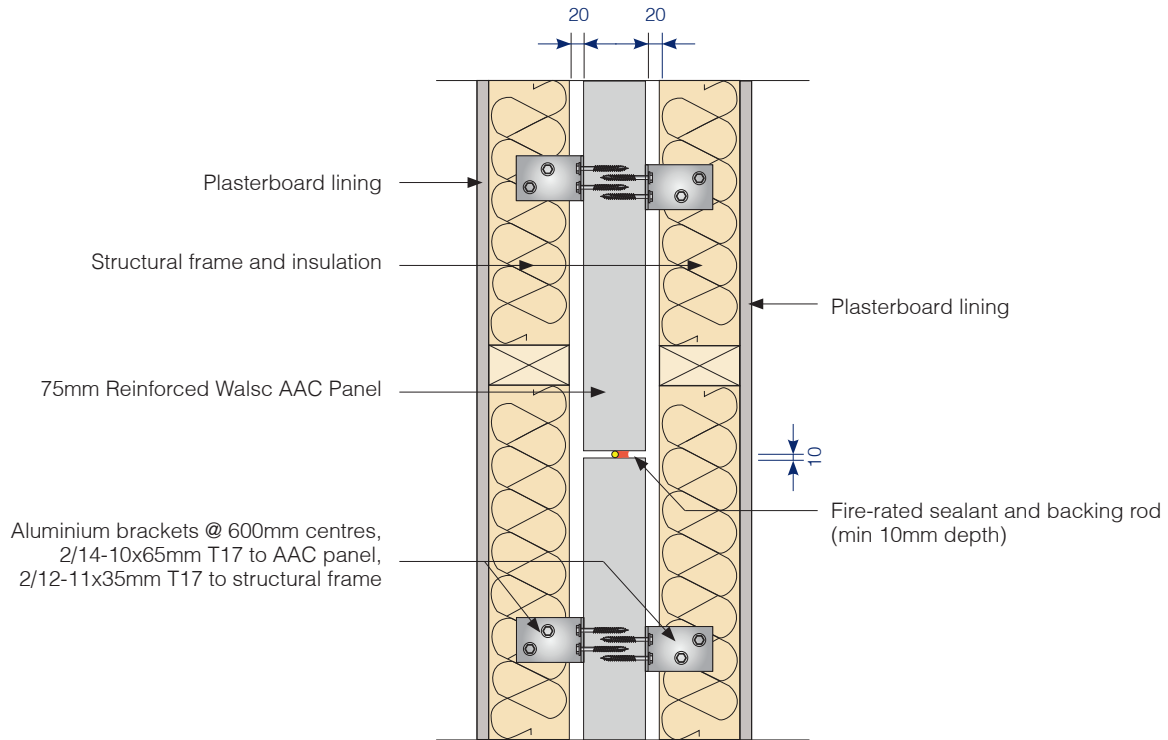 20
20
Plasterboard lining
Structural frame and insulation
Plasterboard lining
75mm Reinforced Walsc AAC Panel
10
Fire-rated sealant and backing rod
(min 10mm depth)
Aluminium brackets @ 600mm centres,
2/14-10x65mm T17 to AAC panel,
2/12-11x35mm T17 to structural frame